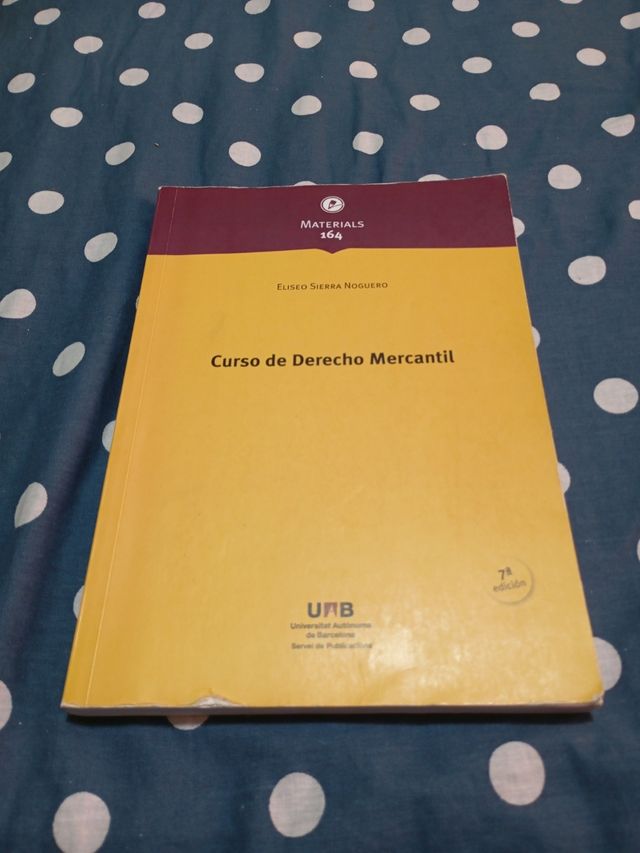 MATERIALS
164
ELISEO SIERRA NOGUERO
Curso de Derecho Mercantil
7ª
edición
UAB
Universitat Autònoma
de Barcelona
Servei de Publicacions